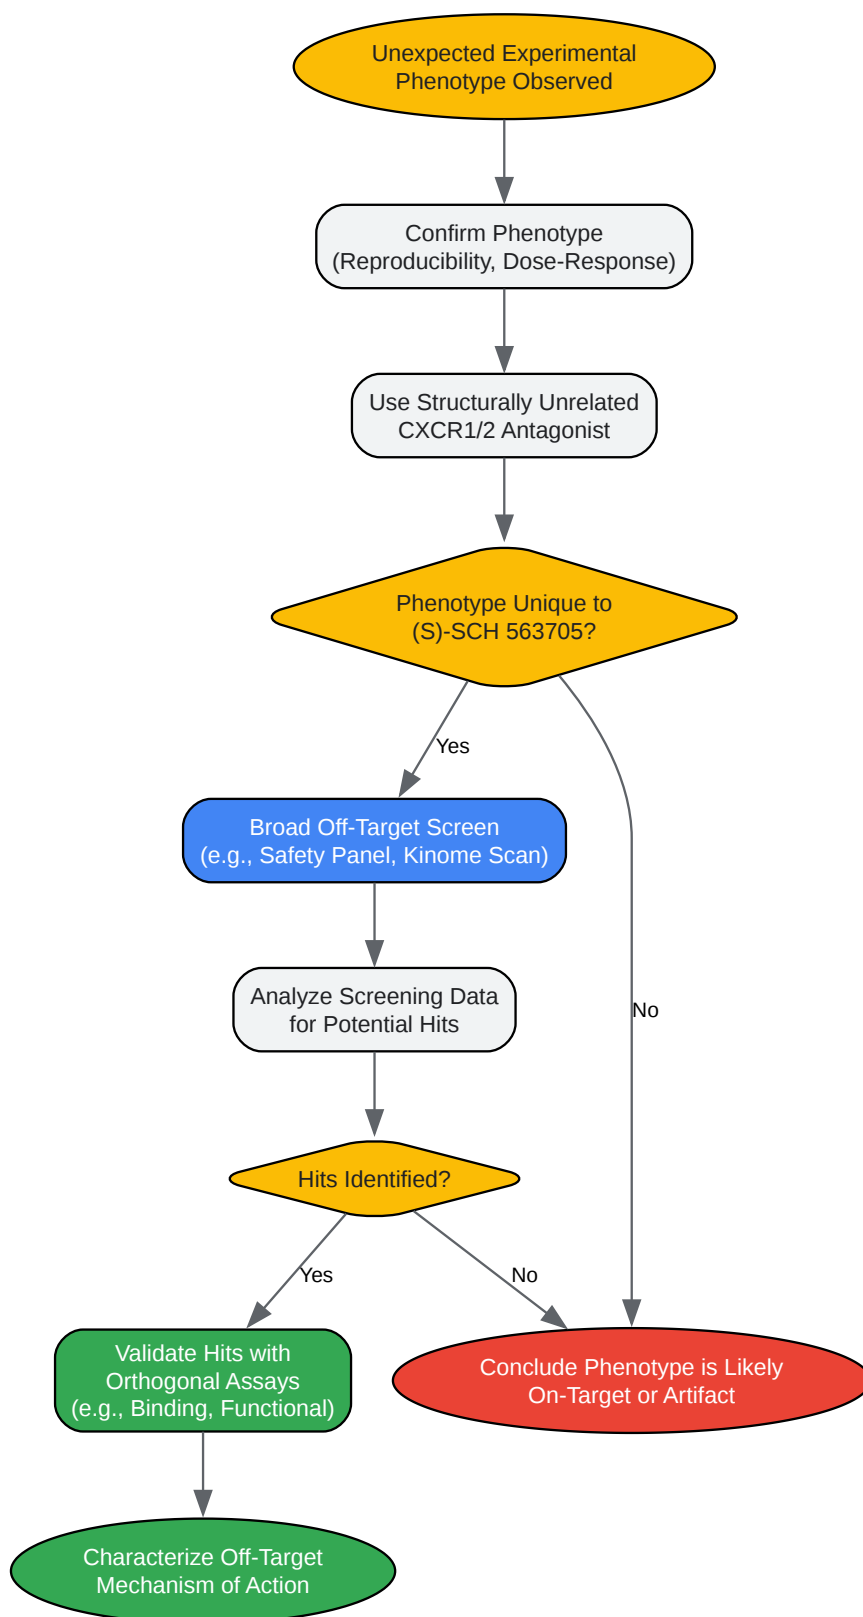 Unexpected Experimental
Phenotype Observed
Confirm Phenotype
(Reproducibility, Dose-Response)
Use Structurally Unrelated
CXCR1/2 Antagonist
Phenotype Unique to
(S)-SCH 563705?
Yes
Broad Off-Target Screen
(e.g., Safety Panel, Kinome Scan)
Analyze Screening Data
for Potential Hits
No
Hits Identified?
Yes
No
Validate Hits with
Orthogonal Assays
(e.g., Binding, Functional)
Conclude Phenotype is Likely
On-Target or Artifact
Characterize Off-Target
Mechanism of Action